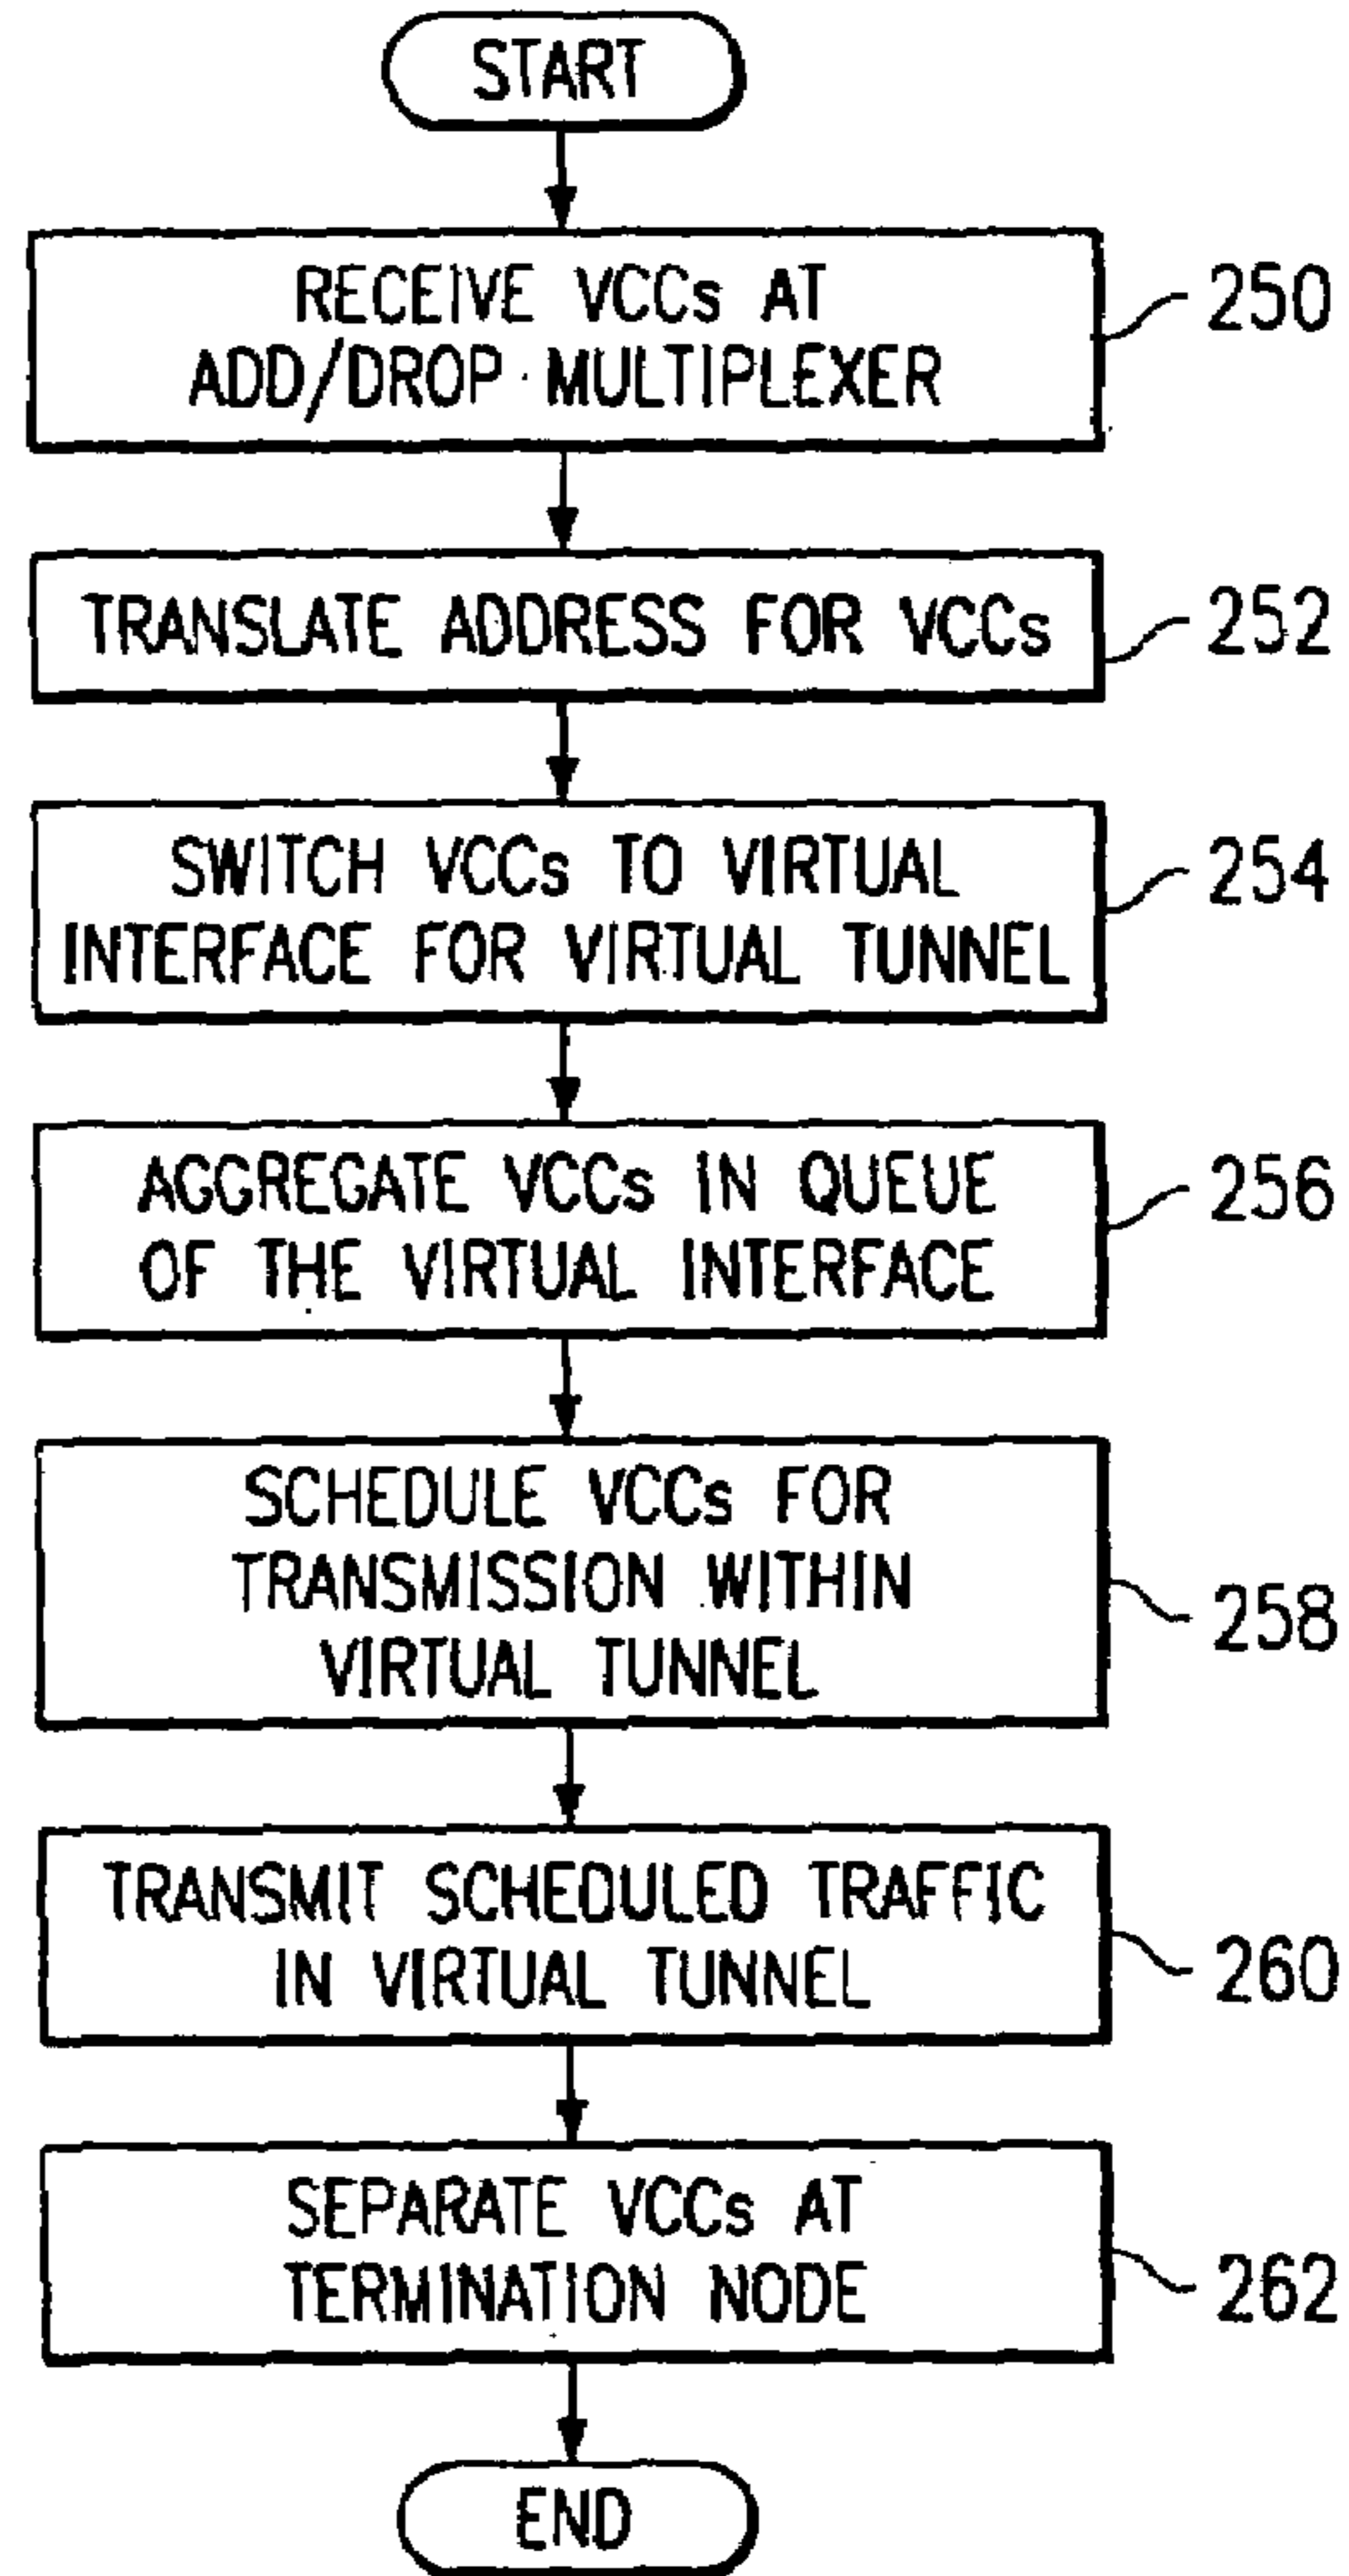 START
RECEIVE VCCs AT
ADD/DROP MULTIPLEXER
250
TRANSLATE ADDRESS FOR VCCs
252
SWITCH VCCs TO VIRTUAL
INTERFACE FOR VIRTUAL TUNNEL
254
AGGREGATE VCCs IN QUEUE
OF THE VIRTUAL INTERFACE
256
SCHEDULE VCCs FOR
TRANSMISSION WITHIN
VIRTUAL TUNNEL
258
TRANSMIT SCHEDULED TRAFFIC
IN VIRTUAL TUNNEL
260
SEPARATE VCCs AT
TERMINATION NODE
262
END